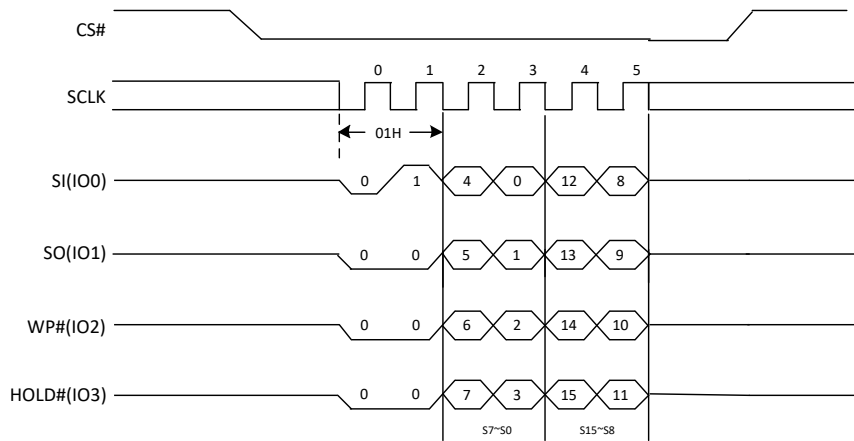 CS#
0 1 2 3 4 5
SCLK
01H
SI(IO0) 0 1 4 0 12 8
SO(IO1) 0 0 5 1 13 9
WP#(IO2) 0 0 6 2 14 10
HOLD#(IO3) 0 0 7 3 15 11
S7~S0 S15~S8